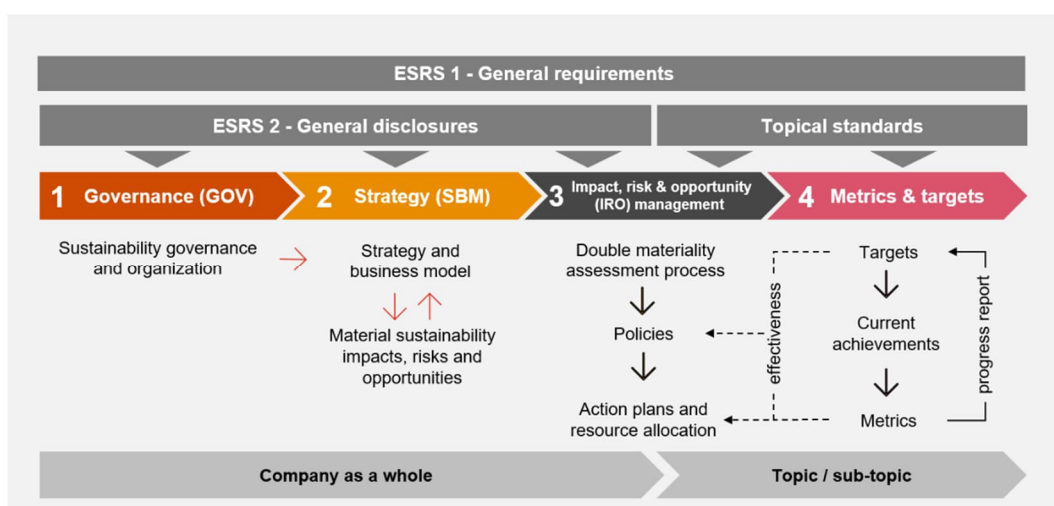 ESRS 1 - General requirements
ESRS 2 - General disclosures
Topical standards
1 Governance (GOV)
2 Strategy (SBM)
3 Impact, risk & opportunity
(IRO) management
4 Metrics & targets
Sustainability governance
and organization
Strategy and
business model
Material sustainability
impacts, risks and
opportunities
Double materiality
assessment process
Policies
Action plans and
resource allocation
effectiveness
Targets
Current
achievements
Metrics
progress report
Company as a whole
Topic / sub-topic